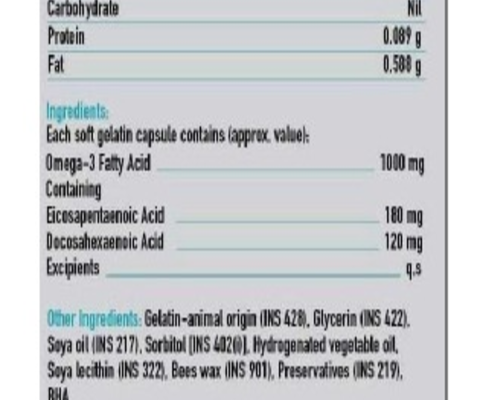 Carbohydrate Nil
Protein 0.089 g
Fat 0.588 g
Ingredients:
Each soft gelatin capsule contains (approx. value):
Omega-3 Fatty Acid 1000 mg
Containing
Eicosapentaenoic Acid 180 mg
Docosahexaenoic Acid 120 mg
Excipients q.s
Other Ingredients: Gelatin-animal origin (INS 428), Glycerin (INS 422),
Soya oil (INS 217), Sorbitol [INS 420(i)], Hydrogenated vegetable oil,
Soya lecithin (INS 322), Bees wax (INS 901), Preservatives (INS 219),
BHA